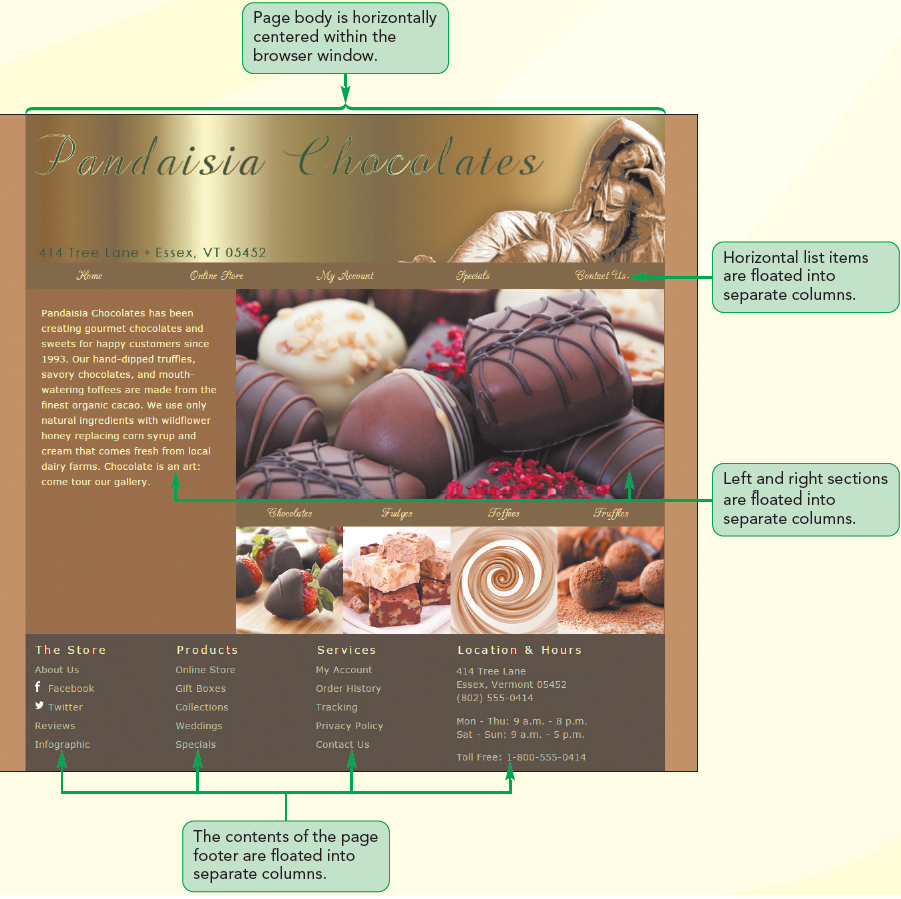 Page body is horizontally
centered within the
browser window.
Pandaisia Chocolates
414 Tree Lane • Essex, VT 05452
Home Online Store My Account Specials Contact Us
Horizontal list items
are floated into
separate columns.
Pandaisia Chocolates has been
creating gourmet chocolates and
sweets for happy customers since
1993. Our hand-dipped truffles,
savory chocolates, and mouth-
watering toffees are made from the
finest organic cacao. We use only
natural ingredients with wildflower
honey replacing corn syrup and
cream that comes fresh from local
dairy farms. Chocolate is an art:
come tour our gallery.
Left and right sections
are floated into
separate columns.
Chocolates Fudges Toffees Truffles
The Store
About Us
Facebook
Twitter
Reviews
Infographic
Products
Online Store
Gift Boxes
Collections
Weddings
Specials
Services
My Account
Order History
Tracking
Privacy Policy
Contact Us
Location & Hours
414 Tree Lane
Essex, Vermont 05452
(802) 555-0414
Mon - Thu: 9 a.m. - 8 p.m.
Sat - Sun: 9 a.m. - 5 p.m.
Toll Free: 1-800-555-0414
The contents of the page
footer are floated into
separate columns.